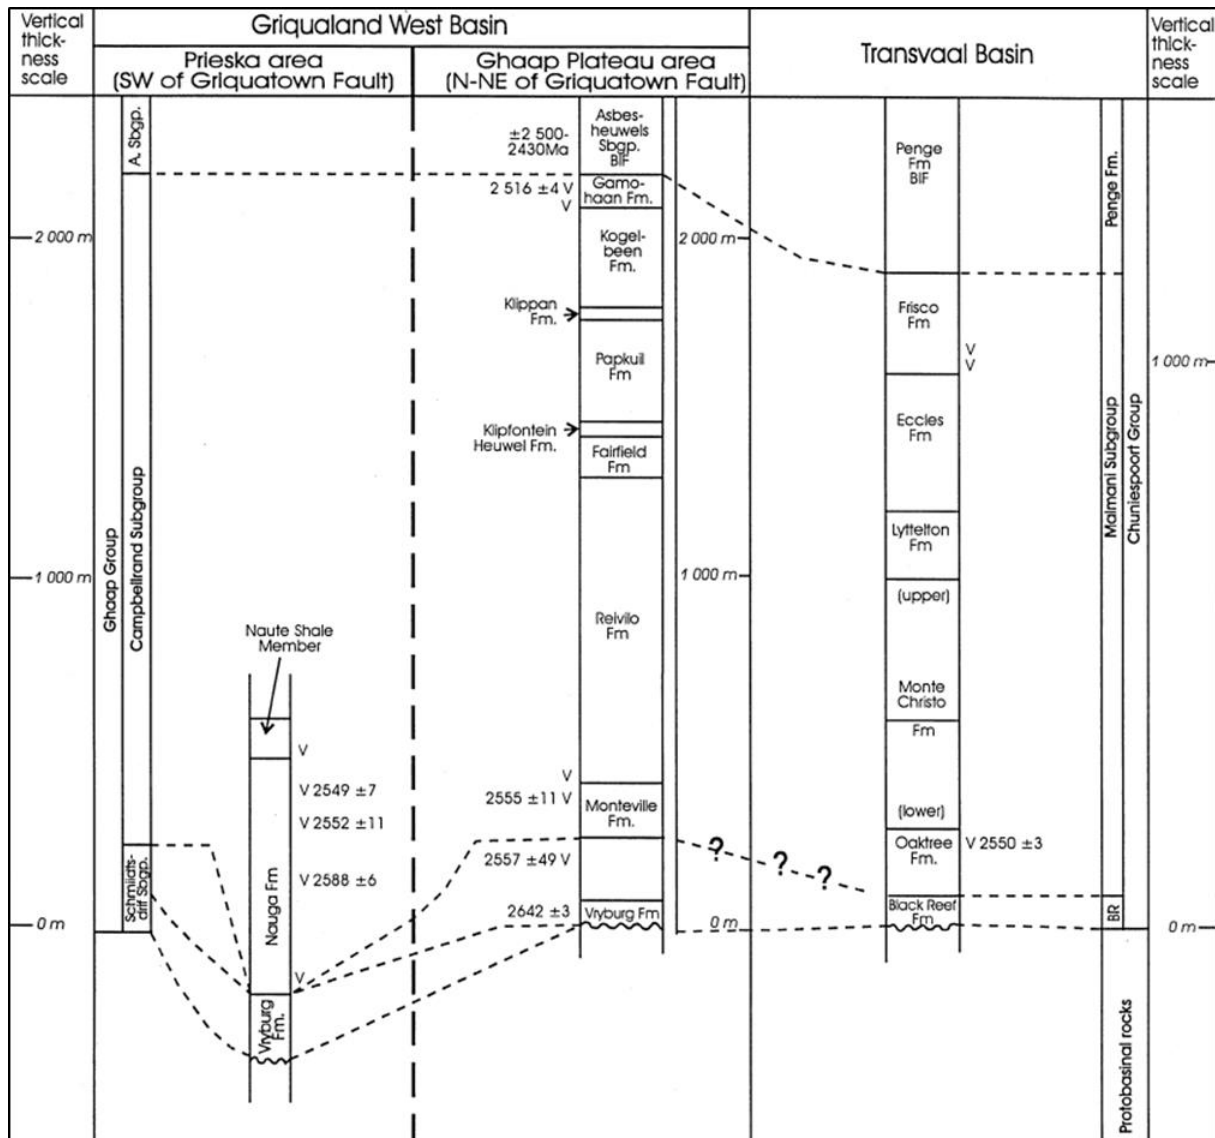 Vertical
thick-
ness
scale
Griqualand West Basin
Prieska area
(SW of Griquatown Fault)
Ghaap Plateau area
(N-NE of Griquatown Fault)
Transvaal Basin
Vertical
thick-
ness
scale
2 000 m
1 000 m
0 m
A. Sbgp.
Campbellrand Subgroup
Ghaap Group
Schmidts-
drif Sbgp.
Naute Shale
Member
V
V 2549 ±7
V 2552 ±11
V 2588 ±6
Nauga Fm
V
Vryburg
Fm.
±2 500-
2430Ma
Asbes-
heuwels
Sbgp.
BIF
2 516 ±4 V
V
Gamo-
haan Fm.
Kogel-
been
Fm.
Klippan
Fm.
Papkuil
Fm
Klipfontein
Heuwel Fm.
Fairfield
Fm
Reivilo
Fm
V
2555 ±11 V
Monteville
Fm.
2557 ±49 V
2642 ±3
Vryburg Fm
2 000 m
1 000 m
0 m
? ? ?
Penge
Fm
BIF
Frisco
Fm
V
V
Eccles
Fm
Lyttelton
Fm
(upper)
Monte
Christo
Fm
(lower)
Oaktree
Fm.
V 2550 ±3
Black Reef
Fm
Penge Fm.
Malmani Subgroup
Chuniespoort Group
BR
Protobasinal rocks
1 000 m
0 m